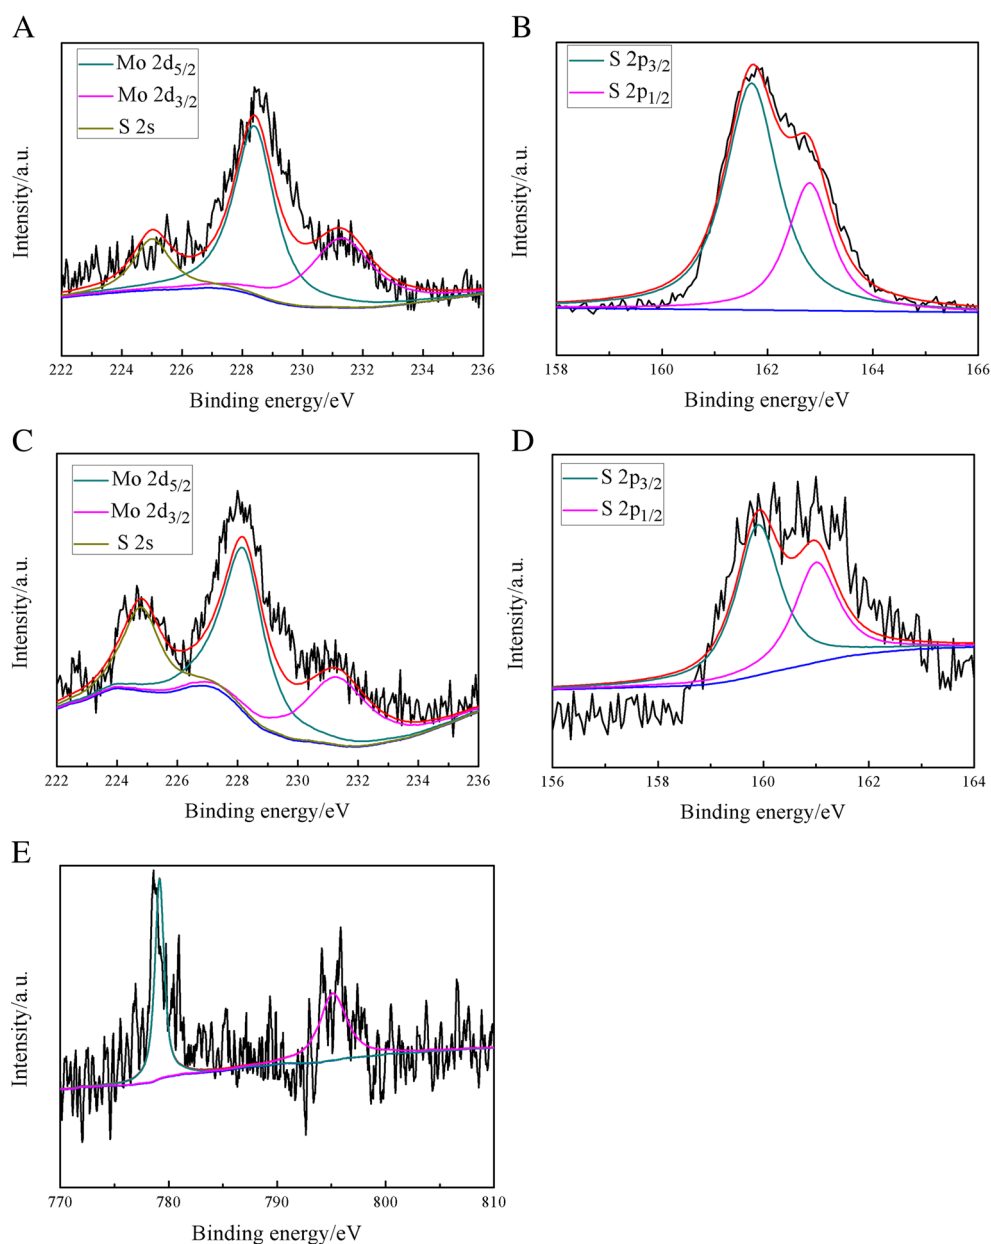 A
Mo 2d5/2
Mo 2d3/2
S 2s
Intensity/a.u.
222 224 226 228 230 232 234 236
Binding energy/eV
B
S 2p3/2
S 2p1/2
Intensity/a.u.
158 160 162 164 166
Binding energy/eV
C
Mo 2d5/2
Mo 2d3/2
S 2s
Intensity/a.u.
222 224 226 228 230 232 234 236
Binding energy/eV
D
S 2p3/2
S 2p1/2
Intensity/a.u.
156 158 160 162 164
Binding energy/eV
E
Intensity/a.u.
770 780 790 800 810
Binding energy/eV